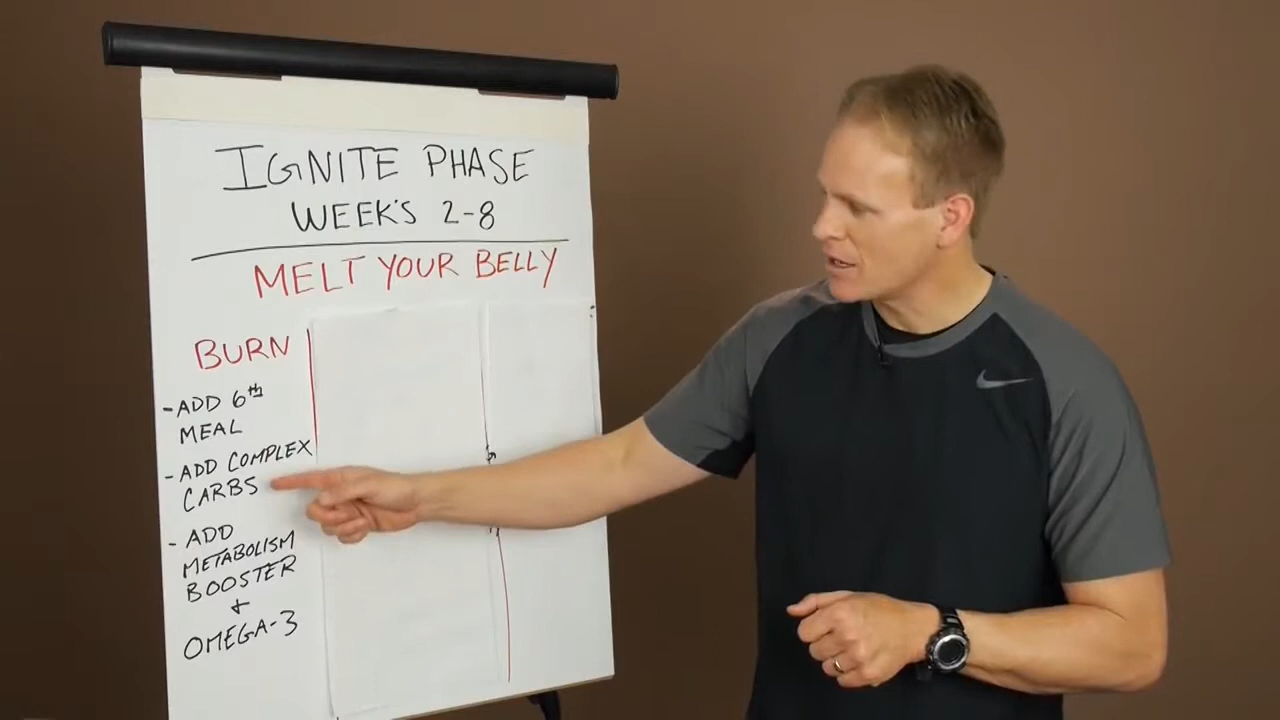 IGNITE PHASE
WEEK'S 2-8
MELT YOUR BELLY
BURN
-ADD 6th
MEAL
-ADD COMPLEX
CARBS
-ADD
METABOLISM
BOOSTER
+
OMEGA-3